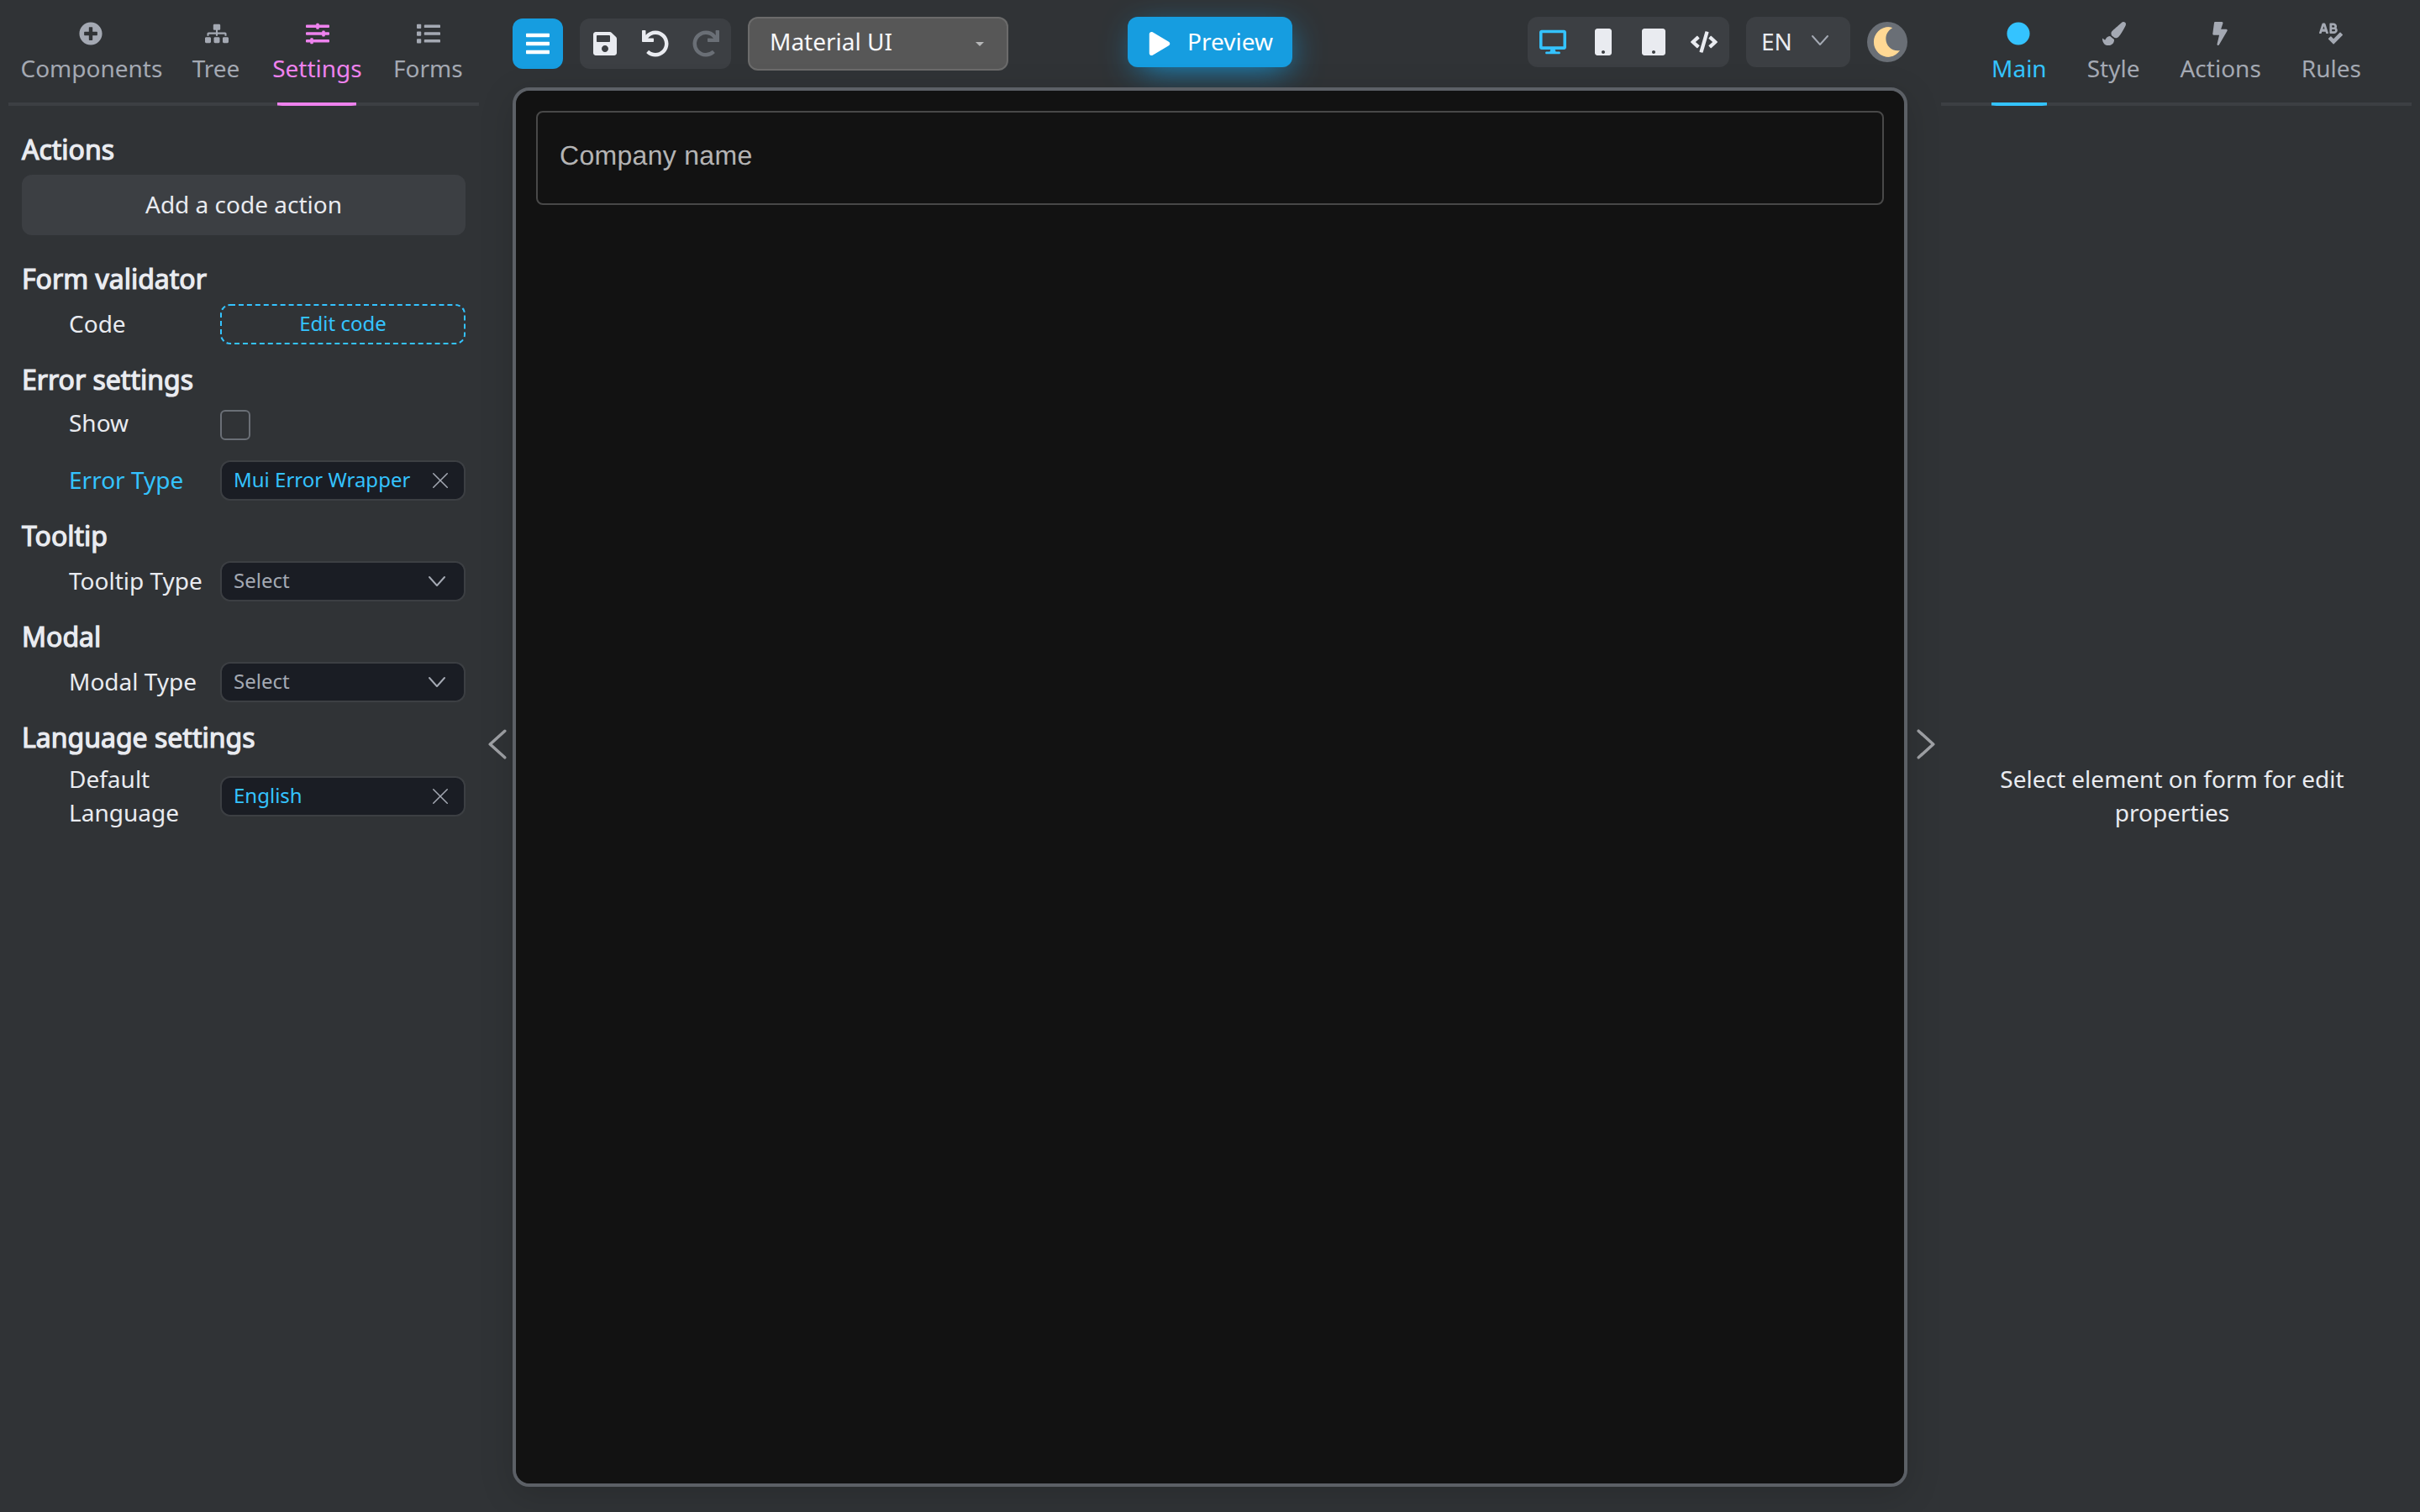 Components
Tree
Settings
Forms
Material UI
Preview
EN
Main
Style
Actions
AB
Rules
Actions
Add a code action
Form validator
Code
Edit code
Error settings
Show
Error Type
Mui Error Wrapper
Tooltip
Tooltip Type
Select
Modal
Modal Type
Select
Language settings
Default
Language
English
Company name
Select element on form for edit
properties